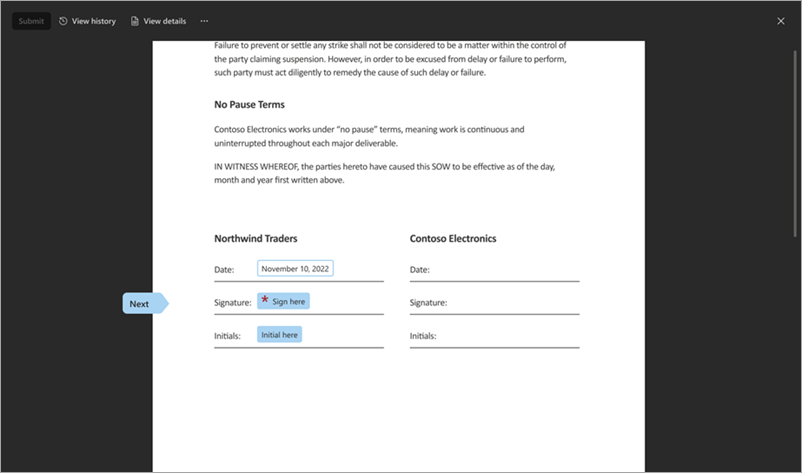 Submit View history View details ...
Failure to prevent or settle any strike shall not be considered to be a matter within the control of
the party claiming suspension. However, in order to be excused from delay or failure to perform,
such party must act diligently to remedy the cause of such delay or failure.
No Pause Terms
Contoso Electronics works under “no pause” terms, meaning work is continuous and
uninterrupted throughout each major deliverable.
IN WITNESS WHEREOF, the parties hereto have caused this SOW to be effective as of the day,
month and year first written above.
Northwind Traders Contoso Electronics
Date: November 10, 2022 Date:
Next Signature: * Sign here Signature:
Initials: Initial here Initials: